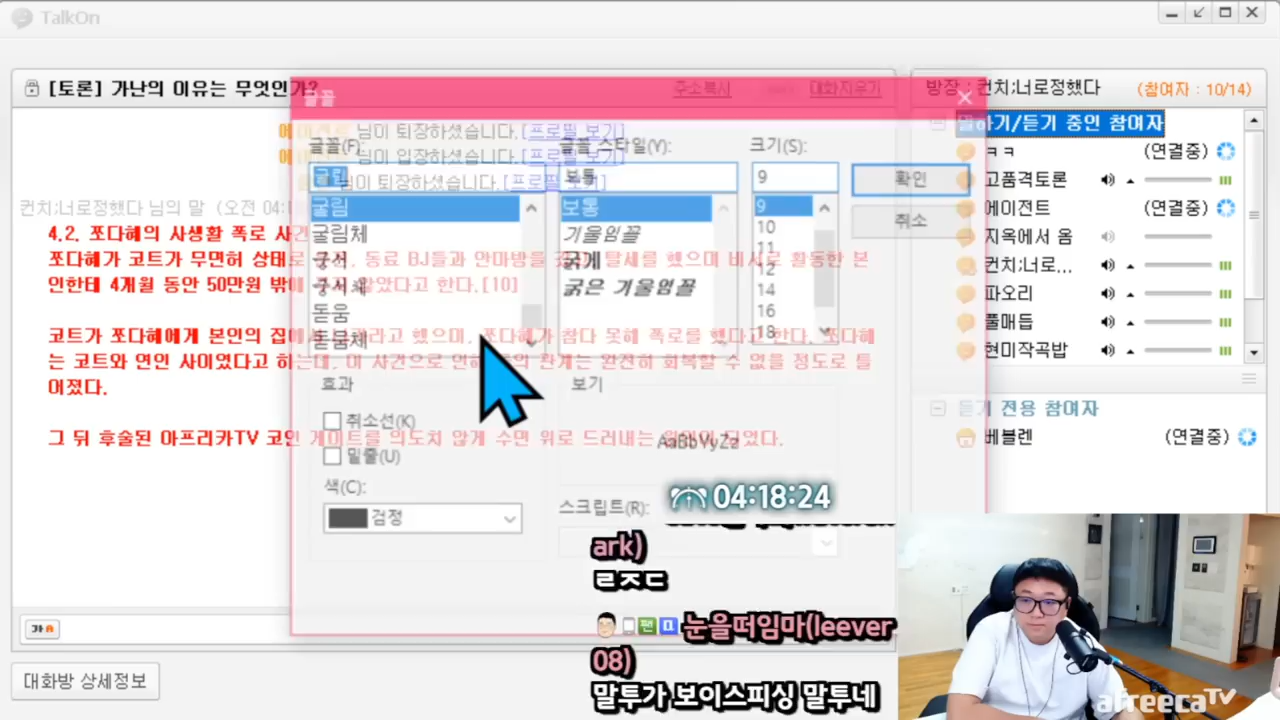 TalkOn
[토론] 가난의 이유는 무엇인가?
주소복사 대화지우기
글꼴
방장 : 컨치;너로정했다 (참여자 : 10/14)
님이 퇴장하셨습니다.[프로필 보기]
님이 입장하셨습니다.[프로필 보기]
님이 퇴장하셨습니다.[프로필 보기]
컨치;너로정했다 님의 말 (오전 04:
4.2. 쪼다혜의 사생활 폭로 사건
쪼다혜가 코트가 무면허 상태로 동료 BJ들과 안마방을 탈세를 했으며 비서로 활동한 본
인한테 4개월 동안 50만원 밖에 받았다고 한다.[10]
코트가 쪼다혜에게 본인의 집에서 나가라고 했으며, 쪼다혜가 참다 못해 폭로를 했다고 한다. 쪼다혜
는 코트와 연인 사이였다고 하는데, 이 사건으로 인해 둘의 관계는 완전히 회복할 수 없을 정도로 틀
어졌다.
그 뒤 후술된 아프리카TV 코인 게이트를 의도치 않게 수면 위로 드러내는 되었다.
글꼴(F):
굴림
굴림
굴림체
궁서
궁서체
돋움
돋움체
글꼴 스타일(Y):
보통
보통
기울임꼴
굵게
굵은 기울임꼴
크기(S):
9
9
10
11
12
14
16
18
확인
취소
효과
취소선(K)
밑줄(U)
색(C):
검정
보기
AaBbYyZz
스크립트(R):
말하기/듣기 중인 참여자
ㅋㅋ (연결중)
고품격토론
에이전트 (연결중)
지옥에서 옴
컨치;너로...
파오리
풀매듭
현미작곡밥
듣기 전용 참여자
베블렌 (연결중)
04:18:24
ark)
ㄹㅈㄷ
팬 눈을떠임마(leever
08)
말투가 보이스피싱 말투네
가
대화방 상세정보
afreecaTV